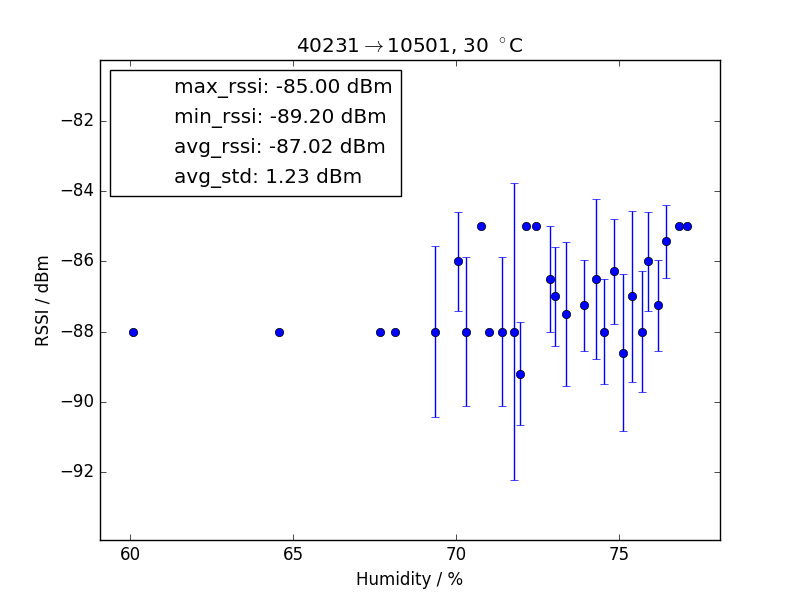 40231→10501, 30 °C
max_rssi: -85.00 dBm
min_rssi: -89.20 dBm
avg_rssi: -87.02 dBm
avg_std: 1.23 dBm
−82
−84
−86
−88
−90
−92
RSSI / dBm
60 65 70 75
Humidity / %